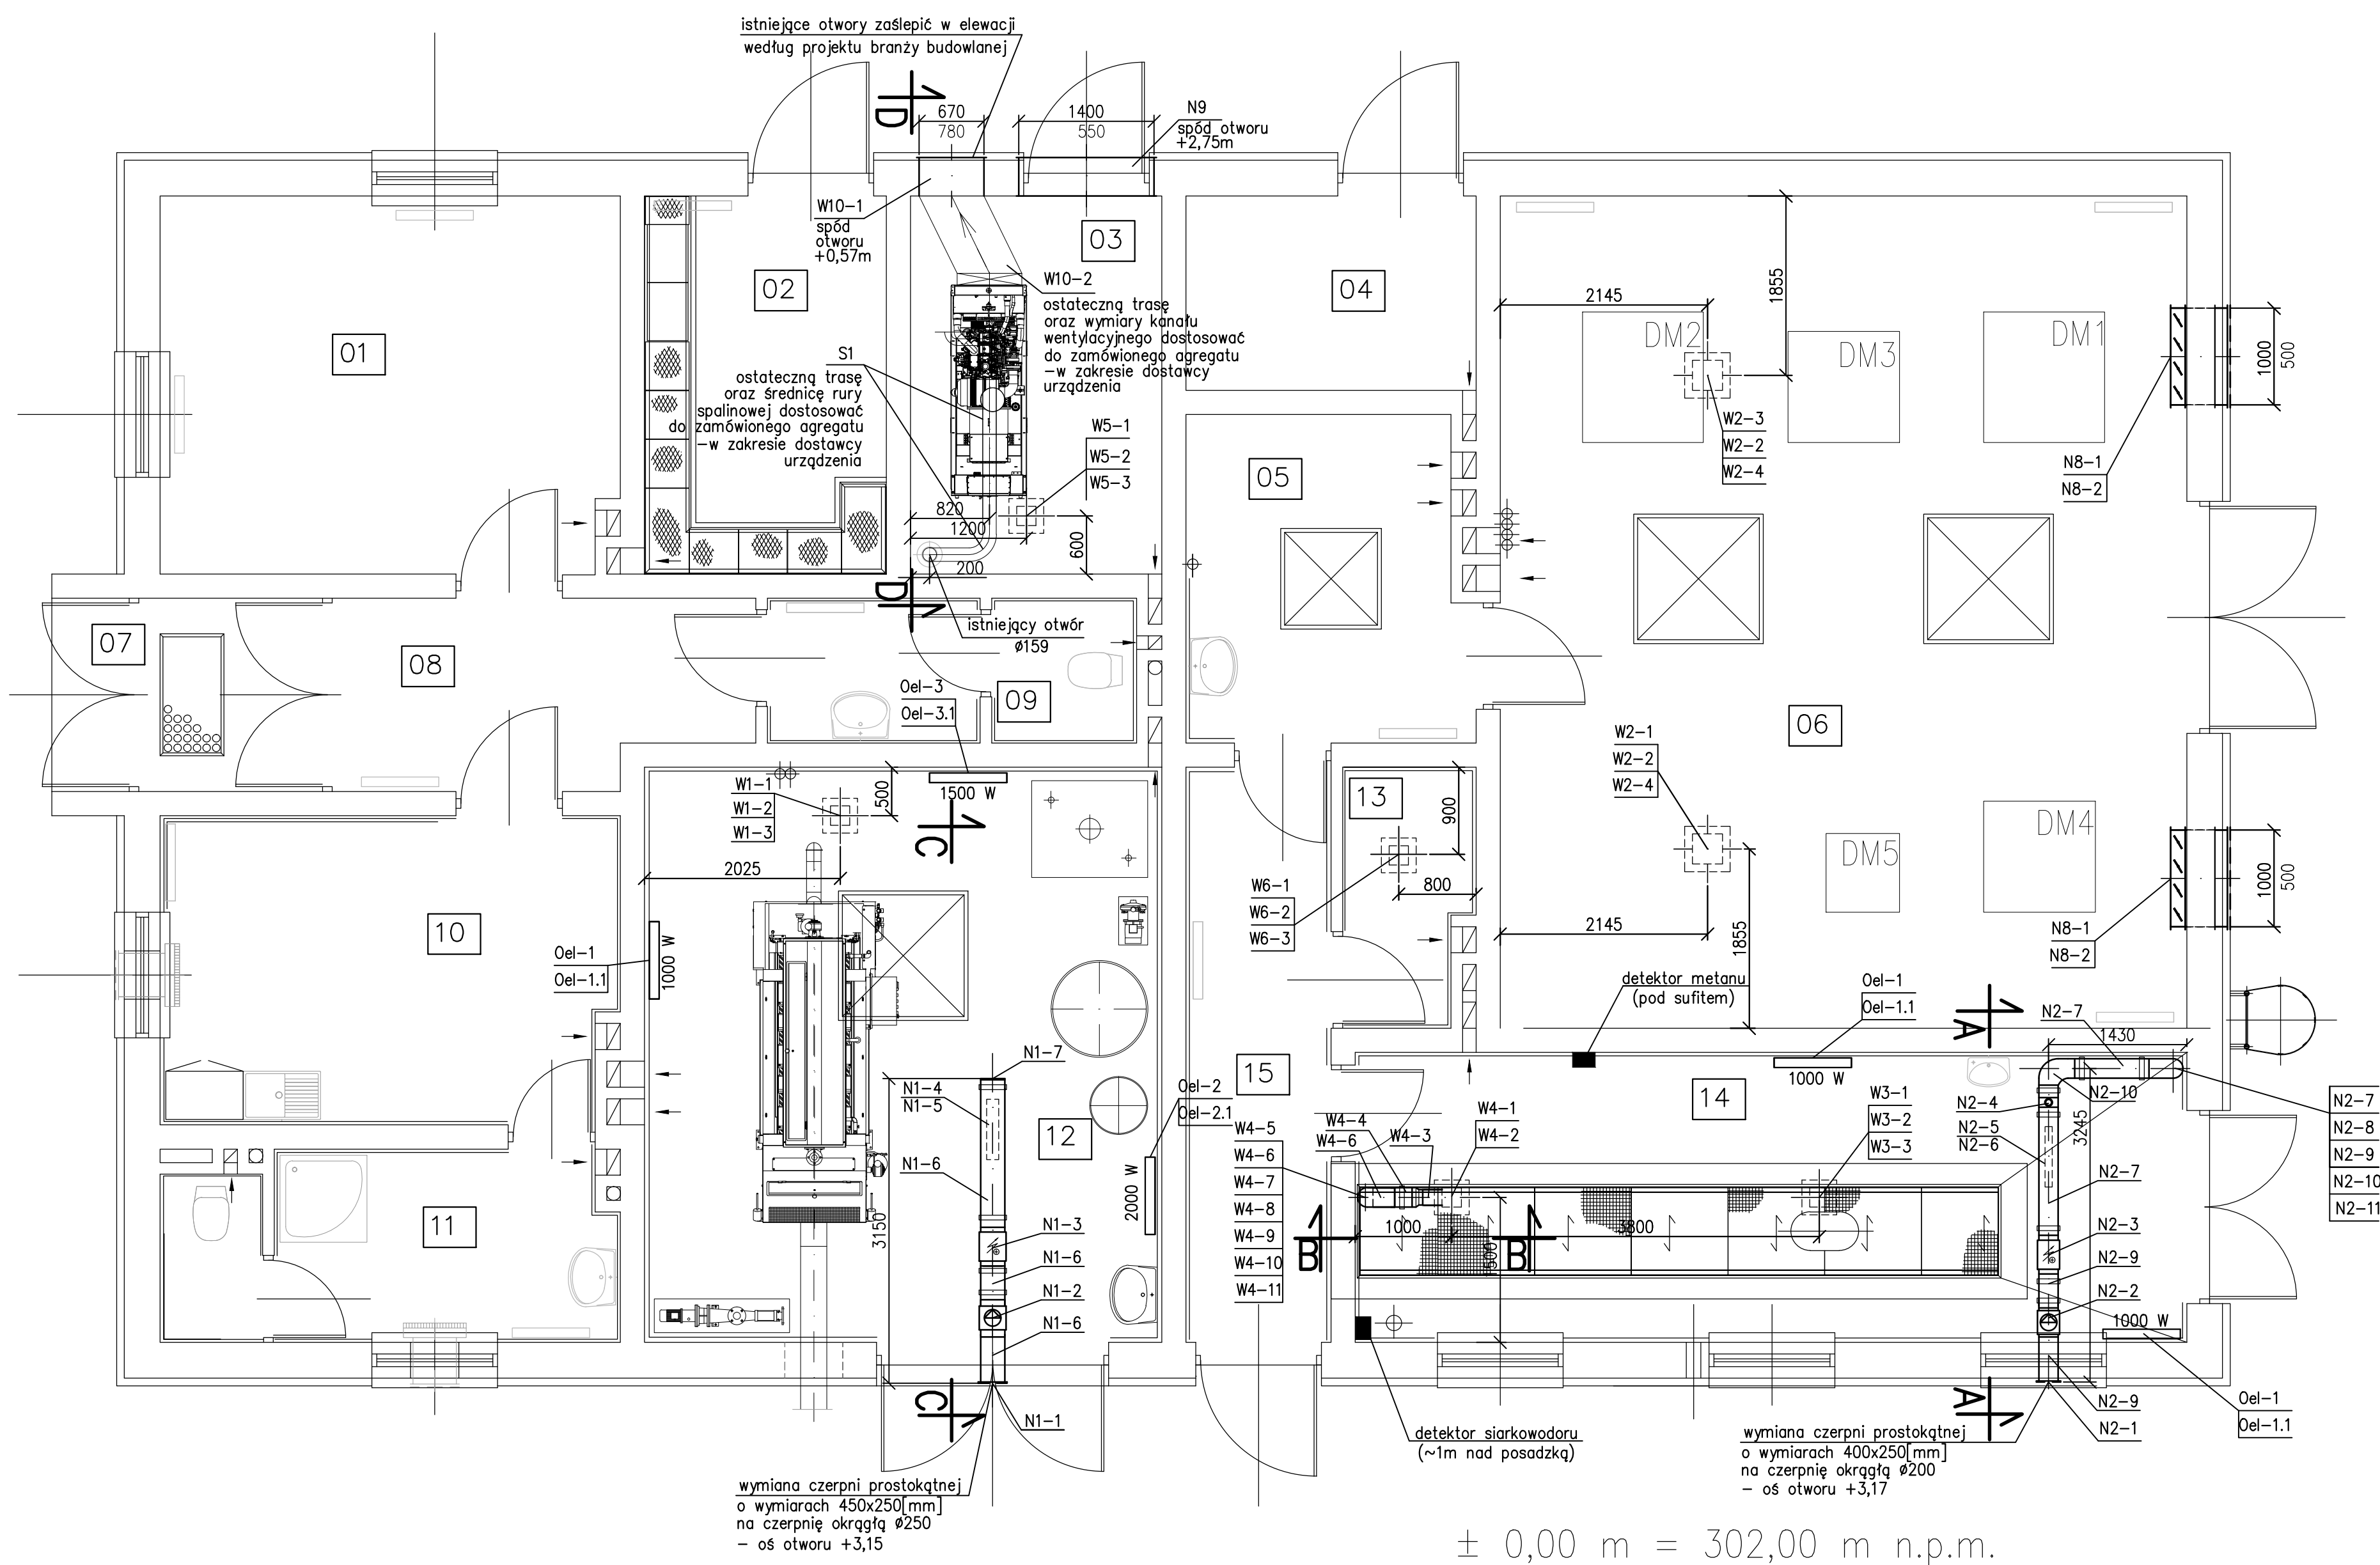 istniejące otwory zaślepić w elewacji
według projektu branży budowlanej
D
670
780
1400
550
N9
spód otworu
+2,75m
W10-1
spód
otworu
+0,57m
01
02
03
04
W10-2
ostateczną trasę
oraz wymiary kanału
wentylacyjnego dostosować
do zamówionego agregatu
-w zakresie dostawcy
urządzenia
S1
ostateczną trasę
oraz średnicę rury
spalinowej dostosować
do zamówionego agregatu
-w zakresie dostawcy
urządzenia
W5-1
W5-2
W5-3
820
1200
600
200
D
istniejący otwór
ø159
2145
1855
DM2
DM3
DM1
1000
500
W2-3
W2-2
W2-4
N8-1
N8-2
05
06
07
08
09
Oel-3
Oel-3.1
1500 W
W1-1
W1-2
W1-3
500
C
2025
W2-1
W2-2
W2-4
13
900
800
W6-1
W6-2
W6-3
2145
1855
DM5
DM4
1000
500
N8-1
N8-2
10
Oel-1
Oel-1.1
1000 W
detektor metanu
(pod sufitem)
Oel-1
Oel-1.1
1000 W
A
N2-7
1430
N1-7
N1-4
N1-5
N1-6
3150
12
15
14
Oel-2
Oel-2.1
2000 W
W4-5
W4-6
W4-7
W4-8
W4-9
W4-10
W4-11
W4-4
W4-6
W4-3
W4-1
W4-2
W3-1
W3-2
W3-3
N2-4
N2-5
N2-6
N2-10
3245
N2-7
N2-7
N2-8
N2-9
N2-10
N2-11
11
N1-3
N1-6
N1-2
N1-6
B
1000
B
3800
500
N2-3
N2-9
N2-2
1000 W
C
N1-1
A
N2-9
N2-1
Oel-1
Oel-1.1
detektor siarkowodoru
(~1m nad posadzką)
wymiana czerpni prostokątnej
o wymiarach 400x250[mm]
na czerpnię okrągłą ø200
- oś otworu +3,17
wymiana czerpni prostokątnej
o wymiarach 450x250[mm]
na czerpnię okrągłą ø250
- oś otworu +3,15
± 0,00 m = 302,00 m n.p.m.